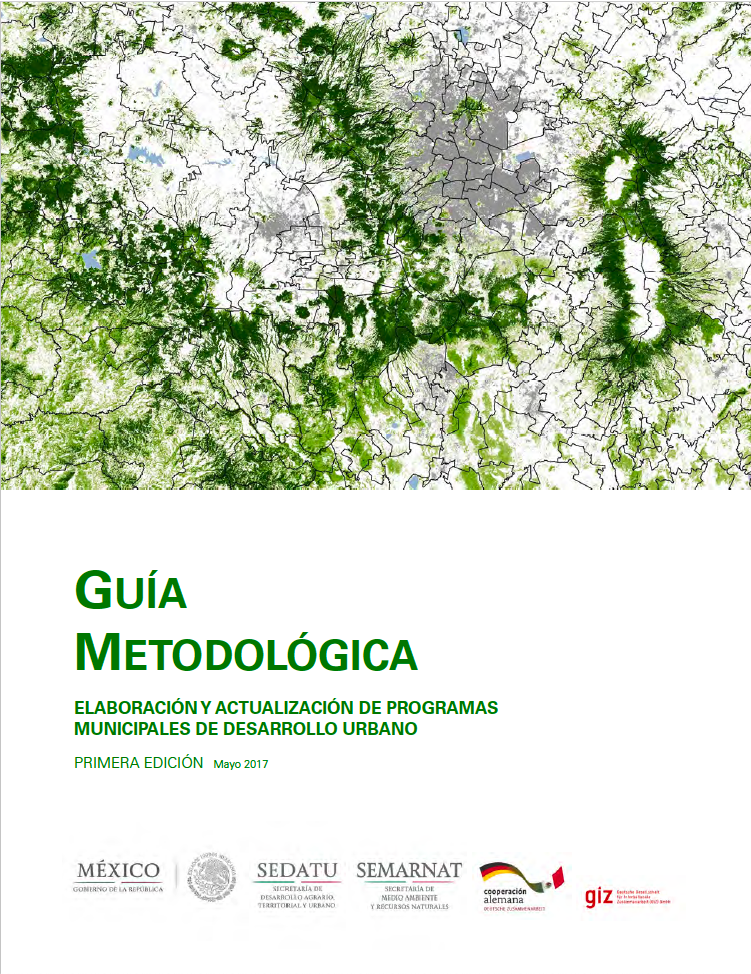 GUÍA
METODOLÓGICA
ELABORACIÓN Y ACTUALIZACIÓN DE PROGRAMAS
MUNICIPALES DE DESARROLLO URBANO
PRIMERA EDICIÓN Mayo 2017
MÉXICO
GOBIERNO DE LA REPÚBLICA
SEDATU
SECRETARÍA DE
DESARROLLO AGRARIO,
TERRITORIAL Y URBANO
SEMARNAT
SECRETARÍA DE
MEDIO AMBIENTE
Y RECURSOS NATURALES
cooperación
alemana
DEUTSCHE ZUSAMMENARBEIT
giz
Deutsche Gesellschaft
für Internationale
Zusammenarbeit (GIZ) GmbH